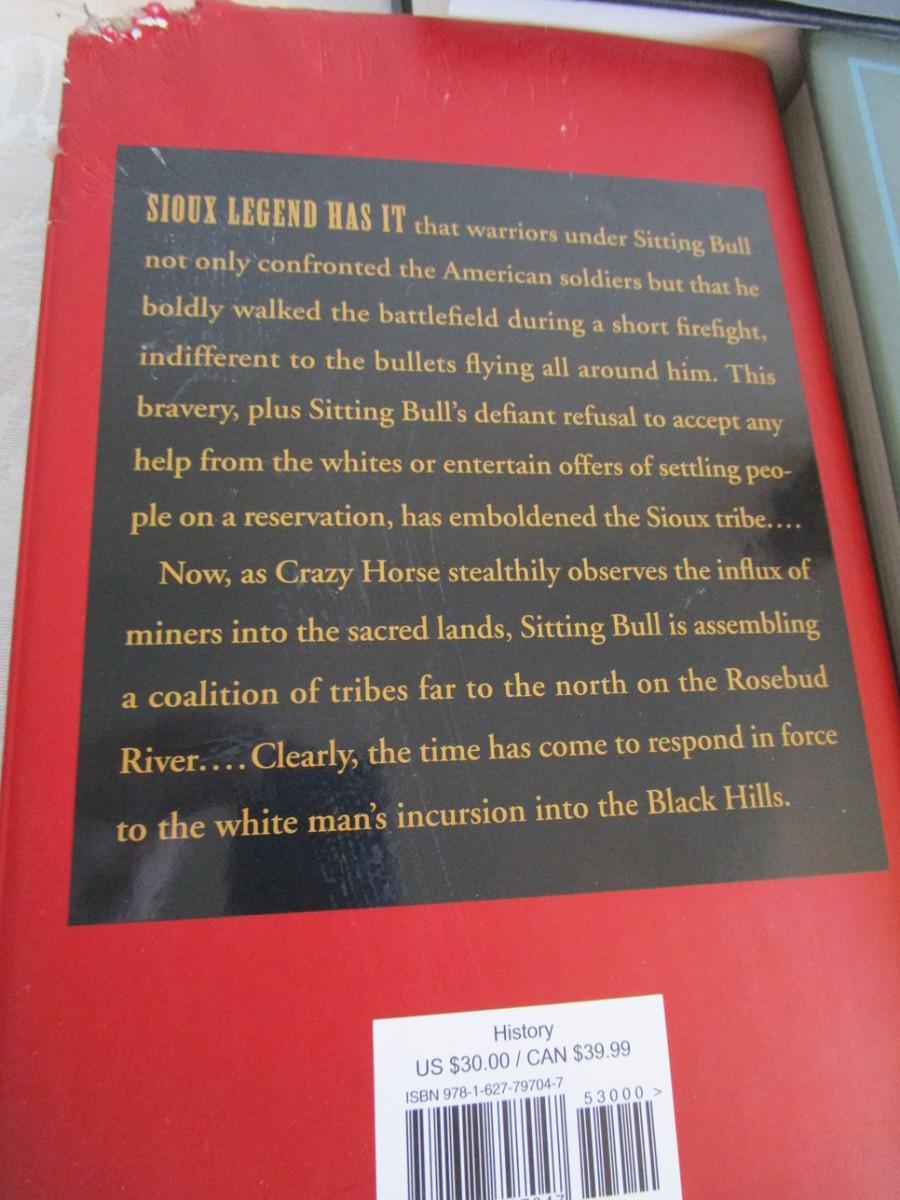 SIOUX LEGEND HAS IT that warriors under Sitting Bull
not only confronted the American soldiers but that he
boldly walked the battlefield during a short firefight,
indifferent to the bullets flying all around him. This
bravery, plus Sitting Bull's defiant refusal to accept any
help from the whites or entertain offers of settling peo-
ple on a reservation, has emboldened the Sioux tribe....
Now, as Crazy Horse stealthily observes the influx of
miners into the sacred lands, Sitting Bull is assembling
a coalition of tribes far to the north on the Rosebud
River.... Clearly, the time has come to respond in force
to the white man's incursion into the Black Hills.
History
US $30.00 / CAN $39.99
ISBN 978-1-627-79704-7
53000 >